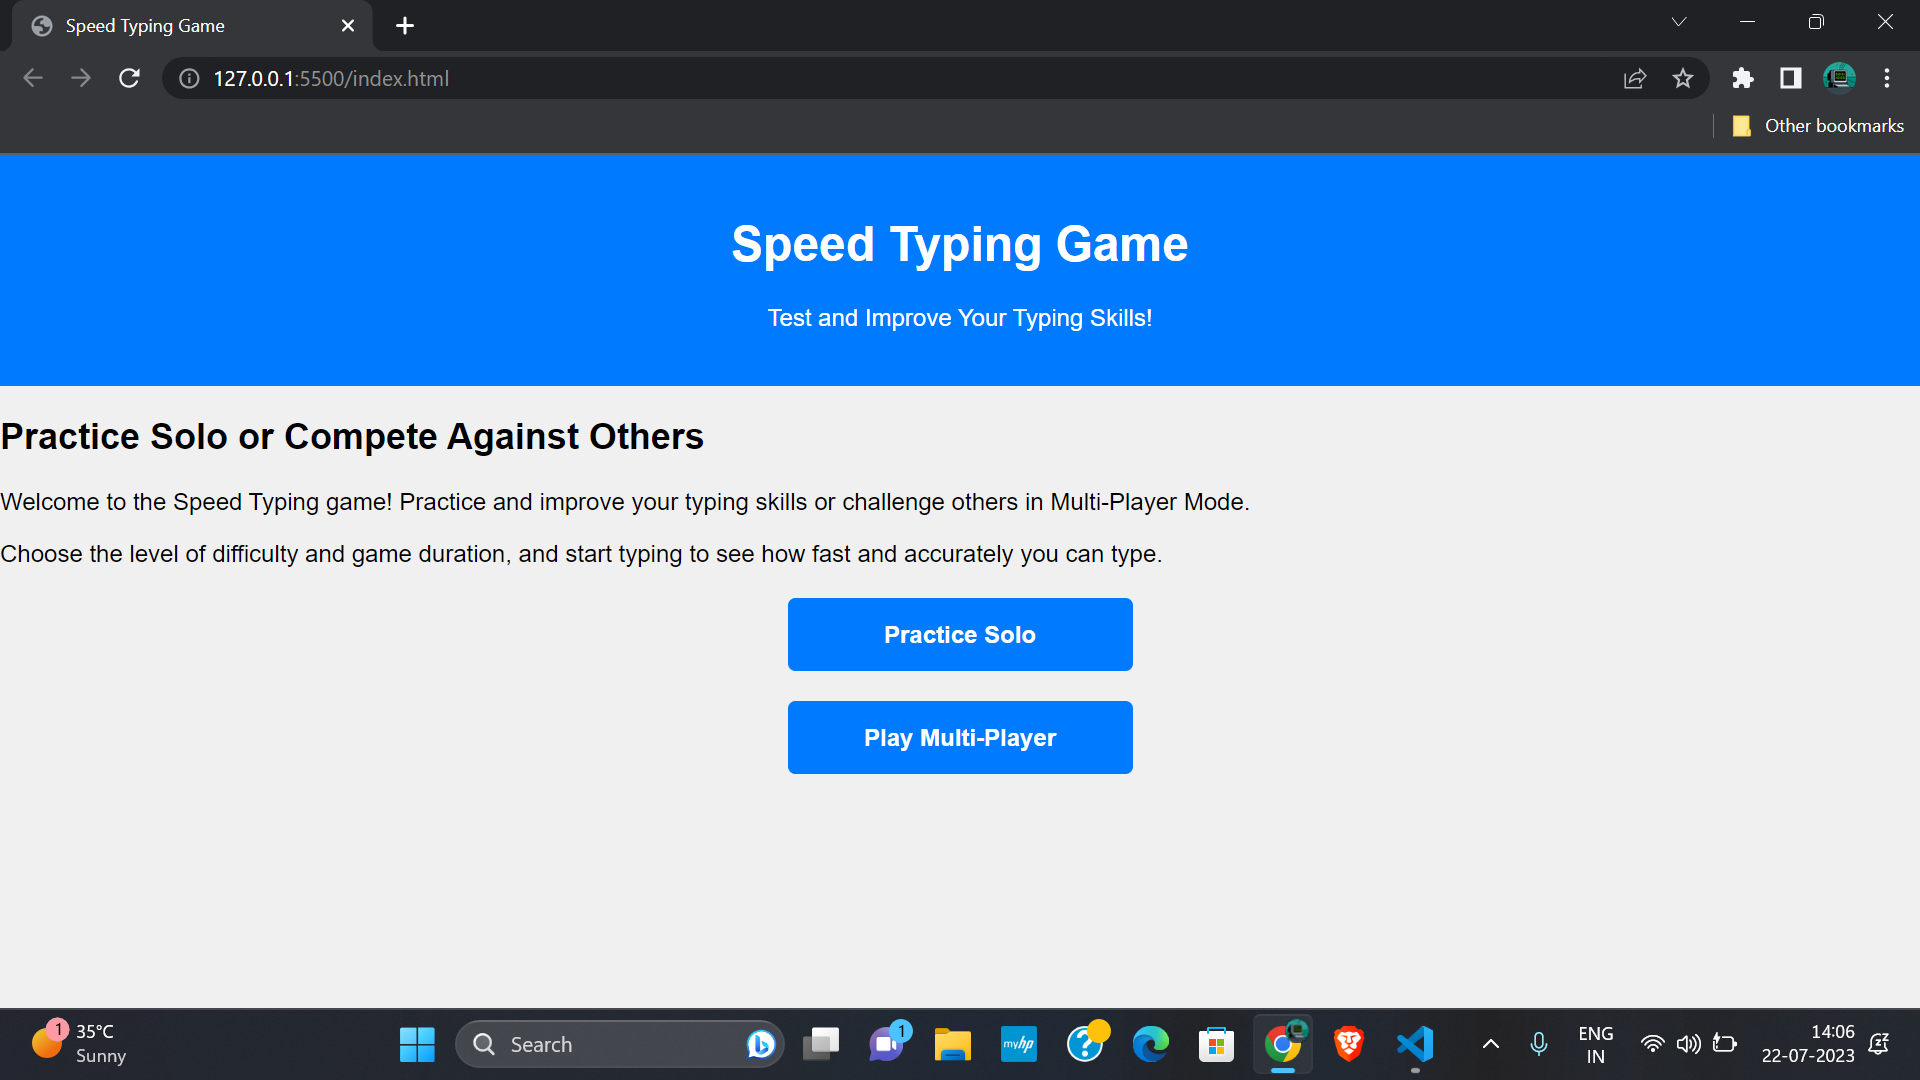 Speed Typing Game
127.0.0.1:5500/index.html
Other bookmarks
Speed Typing Game
Test and Improve Your Typing Skills!
Practice Solo or Compete Against Others
Welcome to the Speed Typing game! Practice and improve your typing skills or challenge others in Multi-Player Mode.
Choose the level of difficulty and game duration, and start typing to see how fast and accurately you can type.
Practice Solo
Play Multi-Player
1
35°C
Sunny
Search
1
myhp
?
ENG
IN
14:06
22-07-2023